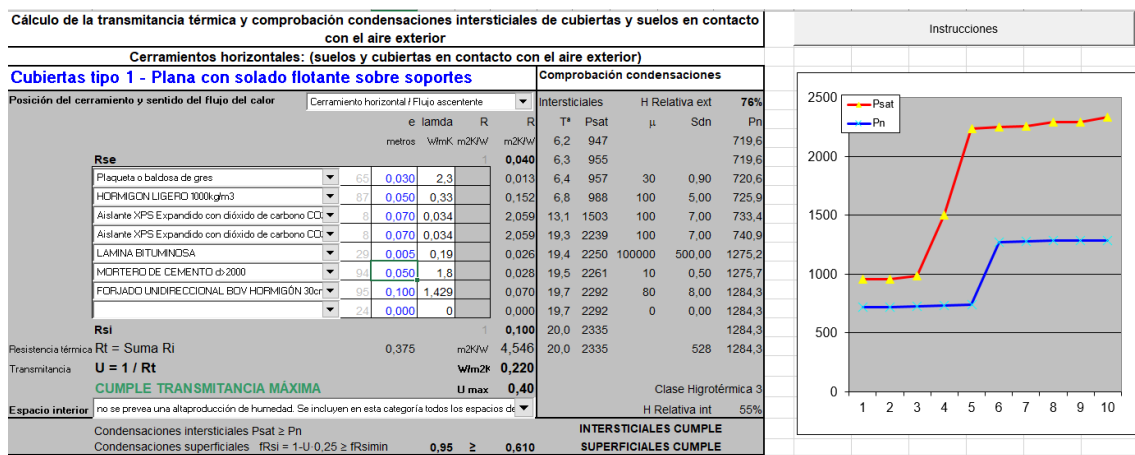 Cálculo de la transmitancia térmica y comprobación condensaciones intersticiales de cubiertas y suelos en contacto
con el aire exterior
Cerramientos horizontales: (suelos y cubiertas en contacto con el aire exterior)
Instrucciones
Cubiertas tipo 1 - Plana con solado flotante sobre soportes Comprobación condensaciones
Posición del cerramiento y sentido del flujo del calor Cerramiento horizontal / Flujo ascentente Intersticiales H Relativa ext 76%
e lamda R R Tª Psat µ Sdn Pn
metros W/mK m2K/W m2K/W 6,2 947 719,6
Rse 1 0,040 6,3 955 719,6
Plaqueta o baldosa de gres 65 0,030 2,3 0,013 6,4 957 30 0,90 720,6
HORMIGON LIGERO 1000kg/m3 87 0,050 0,33 0,152 6,8 988 100 5,00 725,9
Aislante XPS Expandido con dióxido de carbono CO2 8 0,070 0,034 2,059 13,1 1503 100 7,00 733,4
Aislante XPS Expandido con dióxido de carbono CO2 8 0,070 0,034 2,059 19,3 2239 100 7,00 740,9
LAMINA BITUMINOSA 29 0,005 0,19 0,026 19,4 2250 100000 500,00 1275,2
MORTERO DE CEMENTO d>2000 94 0,050 1,8 0,028 19,5 2261 10 0,50 1275,7
FORJADO UNIDIRECCIONAL BOV HORMIGÓN 30cm 95 0,100 1,429 0,070 19,7 2292 80 8,00 1284,3
24 0,000 0 0,000 19,7 2292 0 0,00 1284,3
Rsi 1 0,100 20,0 2335 1284,3
Resistencia térmica Rt = Suma Ri 0,375 m2K/W 4,546 20,0 2335 528 1284,3
Transmitancia U = 1 / Rt W/m2K 0,220
CUMPLE TRANSMITANCIA MÁXIMA U max 0,40 Clase Higrotérmica 3
Espacio interior no se prevea una altaproducción de humedad. Se incluyen en esta categoría todos los espacios de H Relativa int 55%
Condensaciones intersticiales Psat ≥ Pn INTERSTICIALES CUMPLE
Condensaciones superficiales fRsi = 1-U·0,25 ≥ fRsimin 0,95 ≥ 0,610 SUPERFICIALES CUMPLE
Psat
Pn
2500
2000
1500
1000
500
0
1 2 3 4 5 6 7 8 9 10